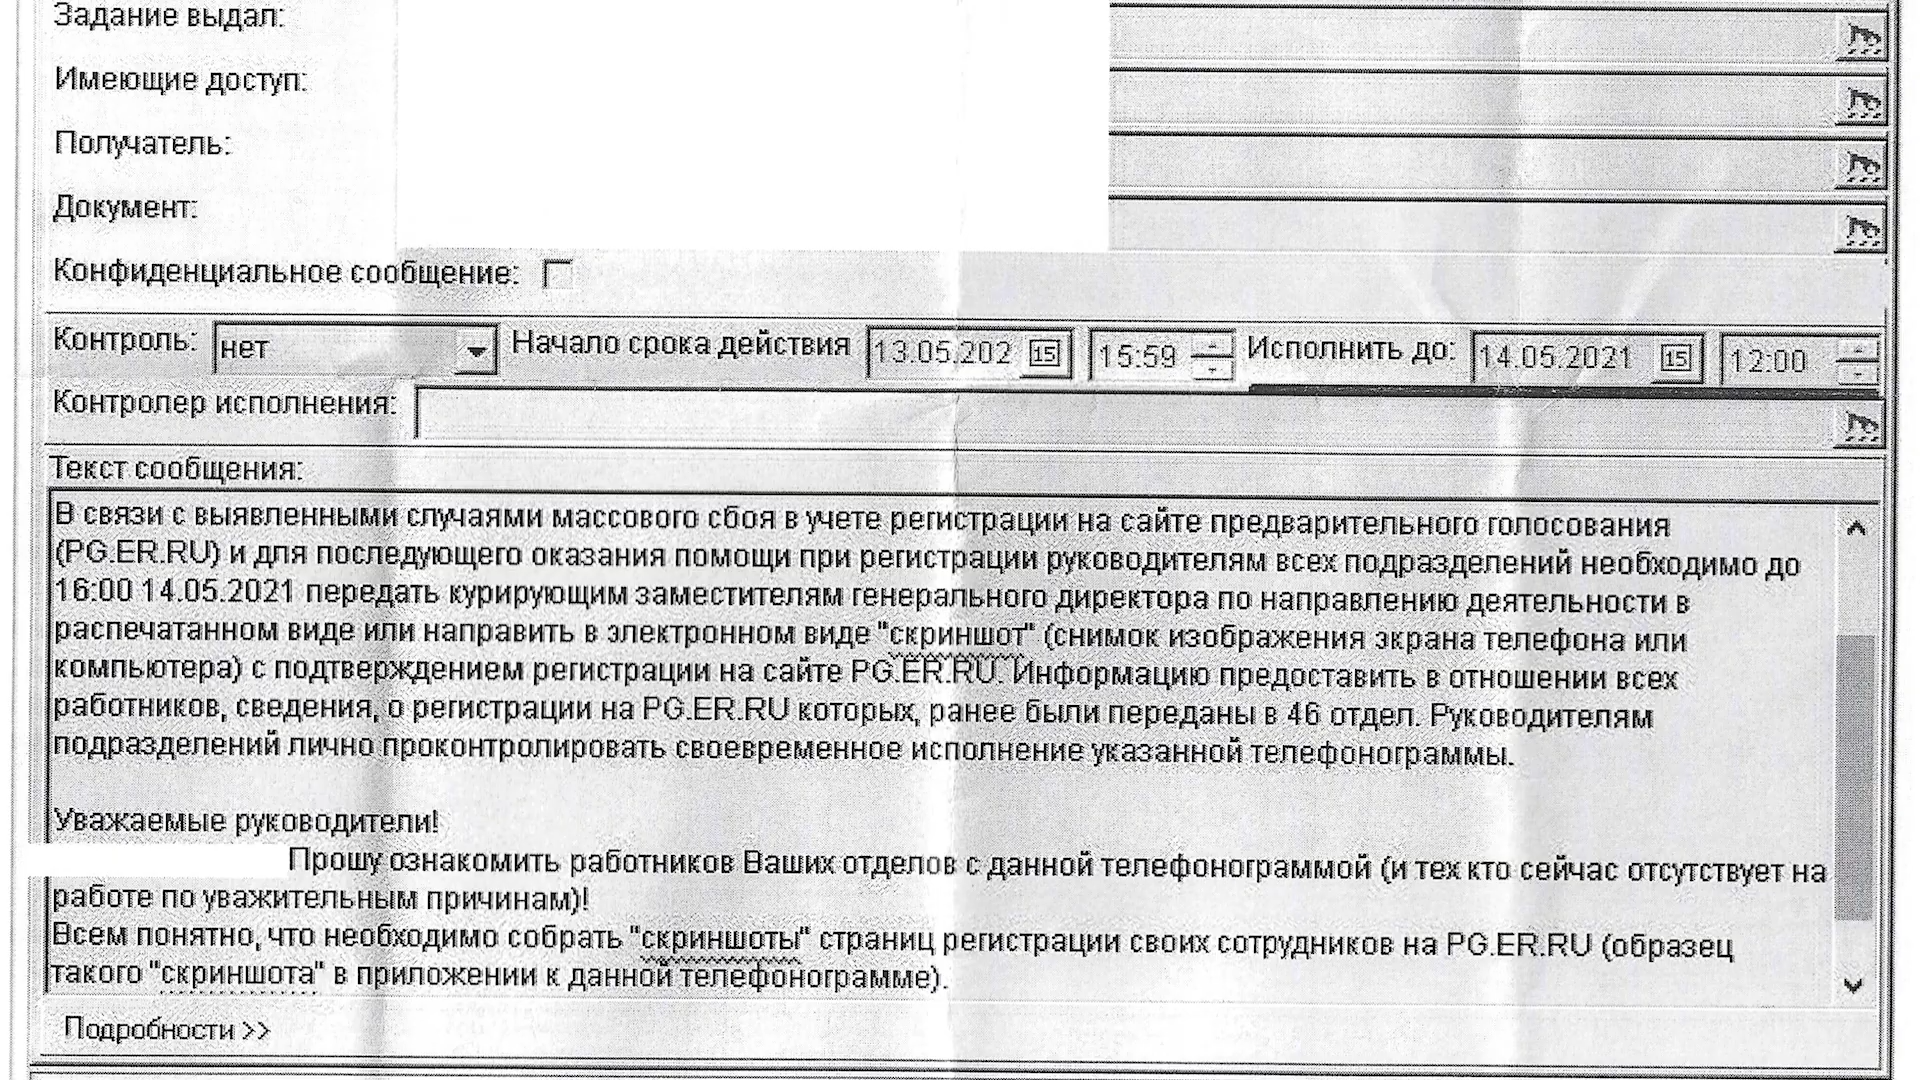 Задание выдал:
Имеющие доступ:
Получатель:
Документ:
Конфиденциальное сообщение:
Контроль: нет Начало срока действия 13.05.202 15 15:59 Исполнить до: 14.05.2021 15 12:00
Контролер исполнения:
Текст сообщения:
В связи с выявленными случаями массового сбоя в учете регистрации на сайте предварительного голосования
(PG.ER.RU) и для последующего оказания помощи при регистрации руководителям всех подразделений необходимо до
16:00 14.05.2021 передать курирующим заместителям генерального директора по направлению деятельности в
распечатанном виде или направить в электронном виде "скриншот" (снимок изображения экрана телефона или
компьютера) с подтверждением регистрации на сайте PG.ER.RU. Информацию предоставить в отношении всех
работников, сведения, о регистрации на PG.ER.RU которых, ранее были переданы в 46 отдел. Руководителям
подразделений лично проконтролировать своевременное исполнение указанной телефонограммы.
Уважаемые руководители!
Прошу ознакомить работников Ваших отделов с данной телефонограммой (и тех кто сейчас отсутствует на
работе по уважительным причинам)!
Всем понятно, что необходимо собрать "скриншоты" страниц регистрации своих сотрудников на PG.ER.RU (образец
такого "скриншота" в приложении к данной телефонограмме).
Подробности >>